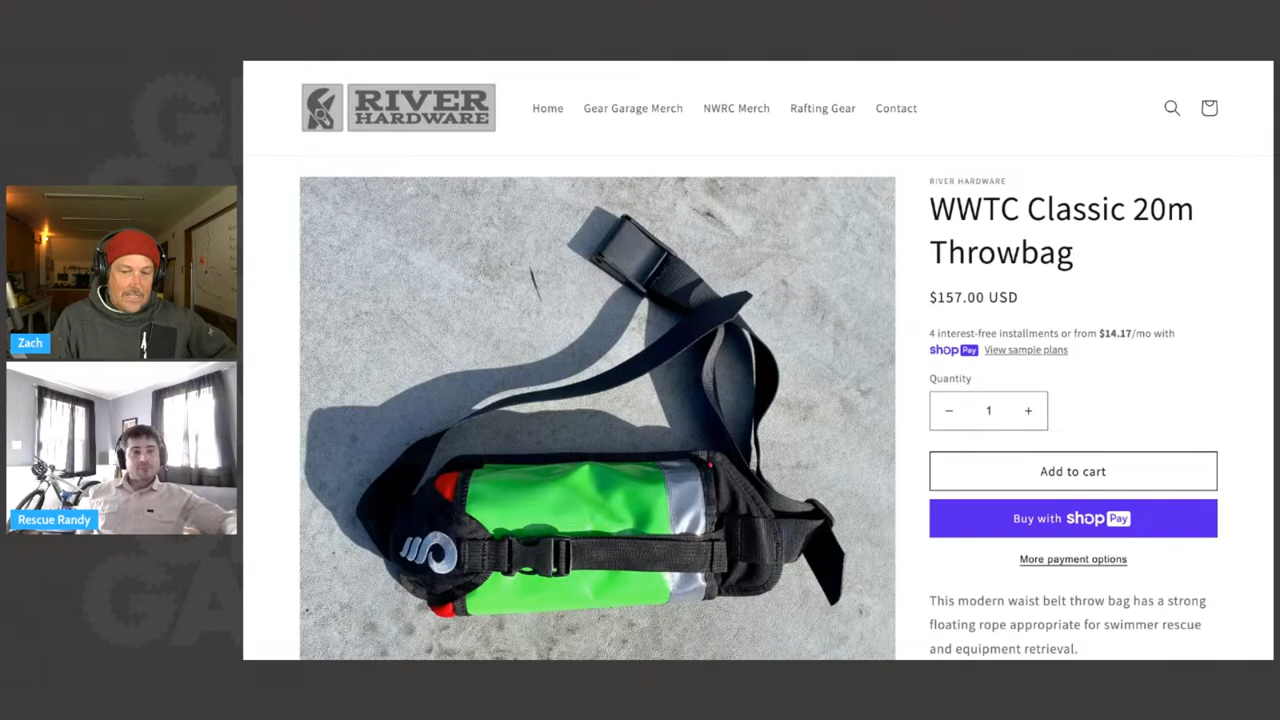 RIVER
HARDWARE
Home
Gear Garage Merch
NWRC Merch
Rafting Gear
Contact
RIVER HARDWARE
WWTC Classic 20m
Throwbag
$157.00 USD
4 interest-free installments or from $14.17/mo with
shop Pay View sample plans
Quantity
− 1 +
Add to cart
Buy with shop Pay
More payment options
This modern waist belt throw bag has a strong
floating rope appropriate for swimmer rescue
and equipment retrieval.
Zach
Rescue Randy